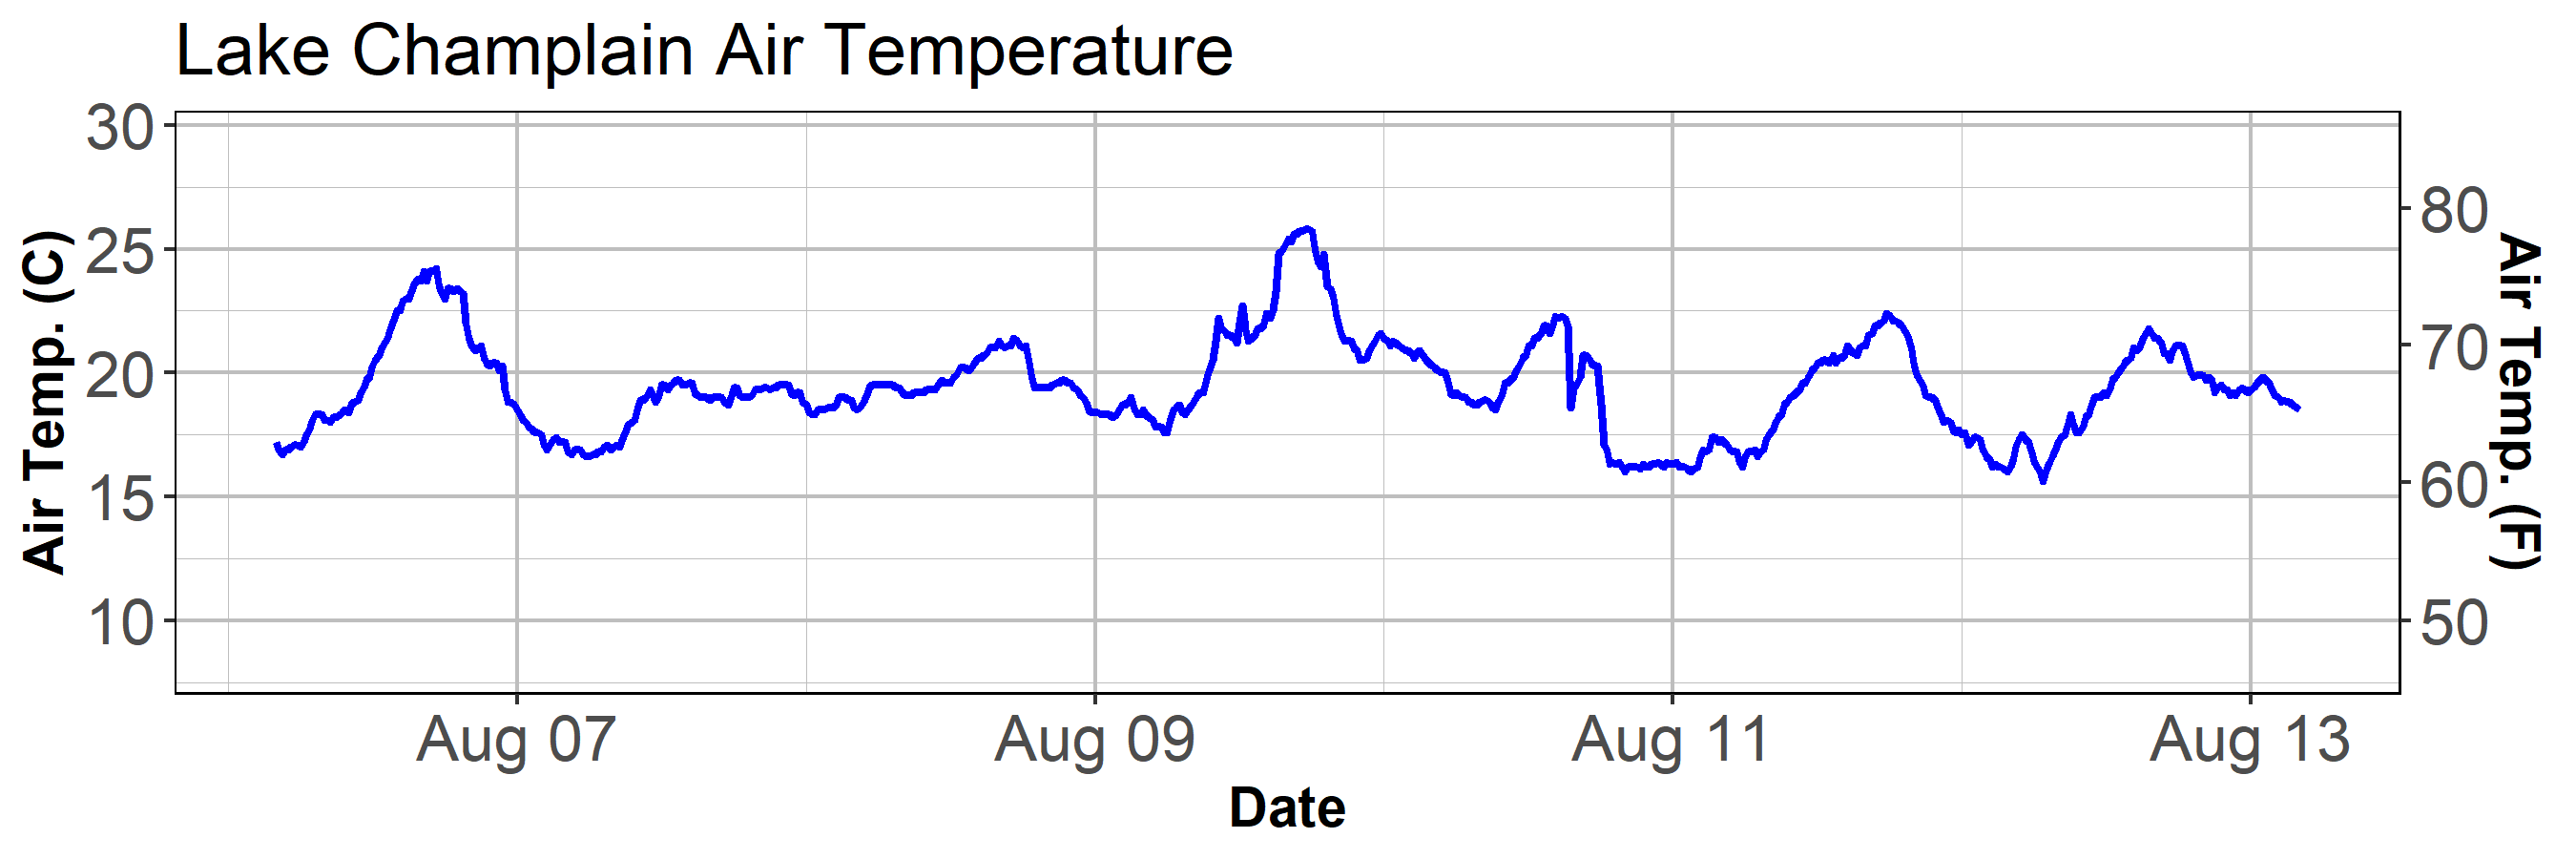 Lake Champlain Air Temperature
Air Temp. (C)
30
25
20
15
10
80
70
60
50
Air Temp. (F)
Aug 07 Aug 09 Aug 11 Aug 13
Date